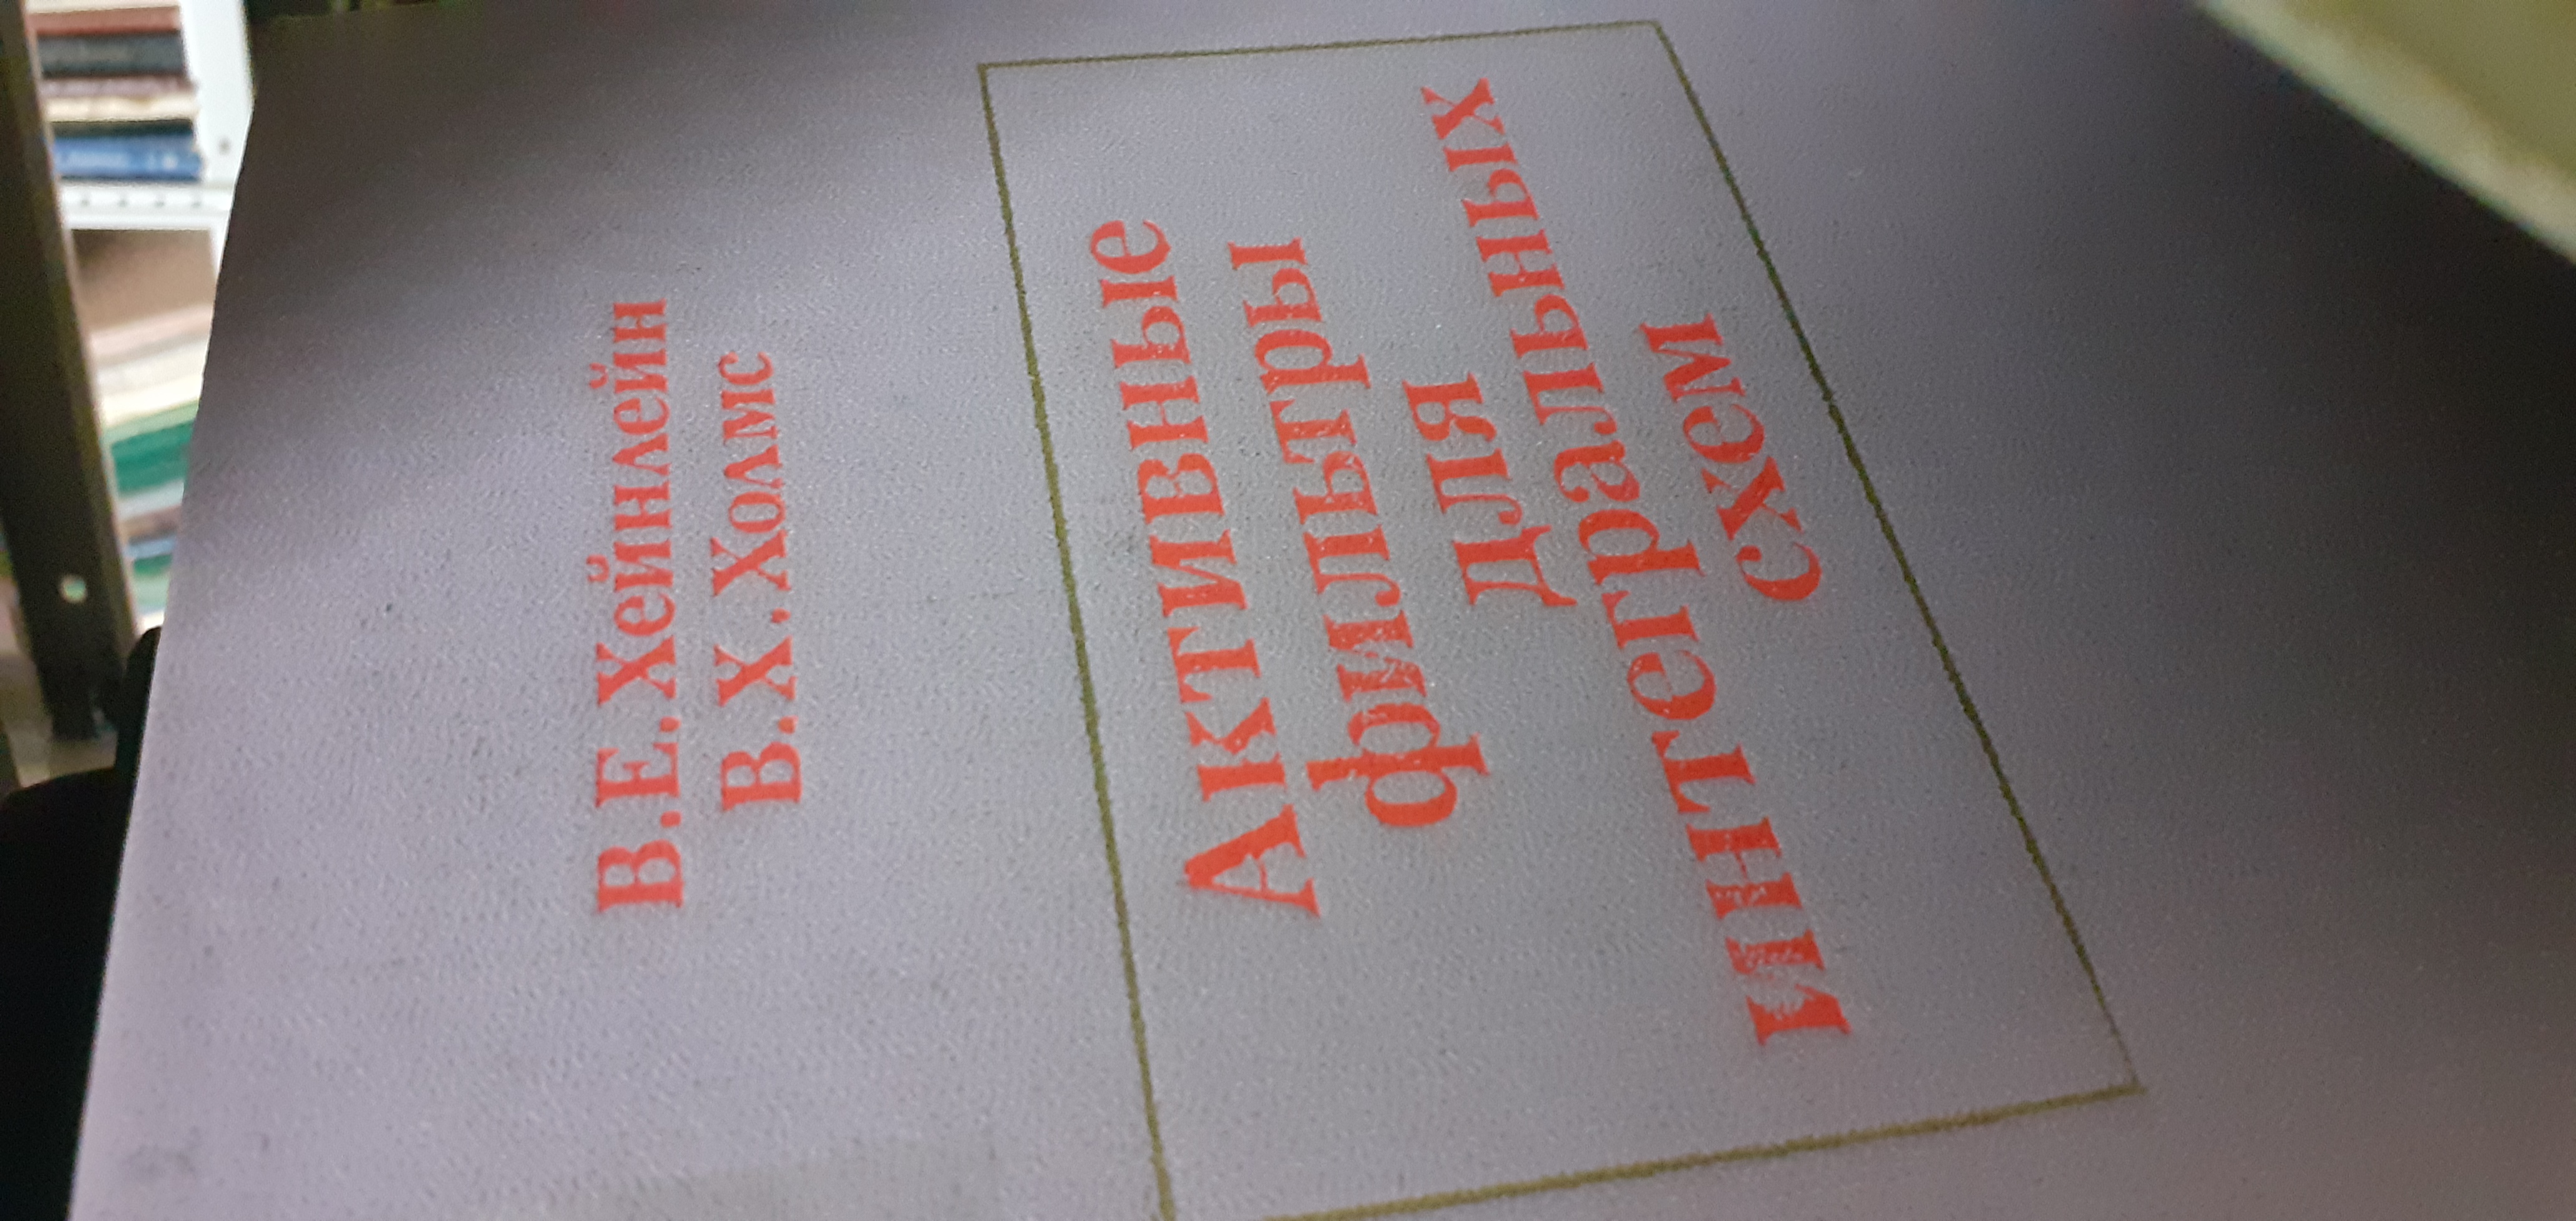 В.Е.Хейнлейн
В.Х.Холмс
Активные
фильтры
для
интегральных
схем